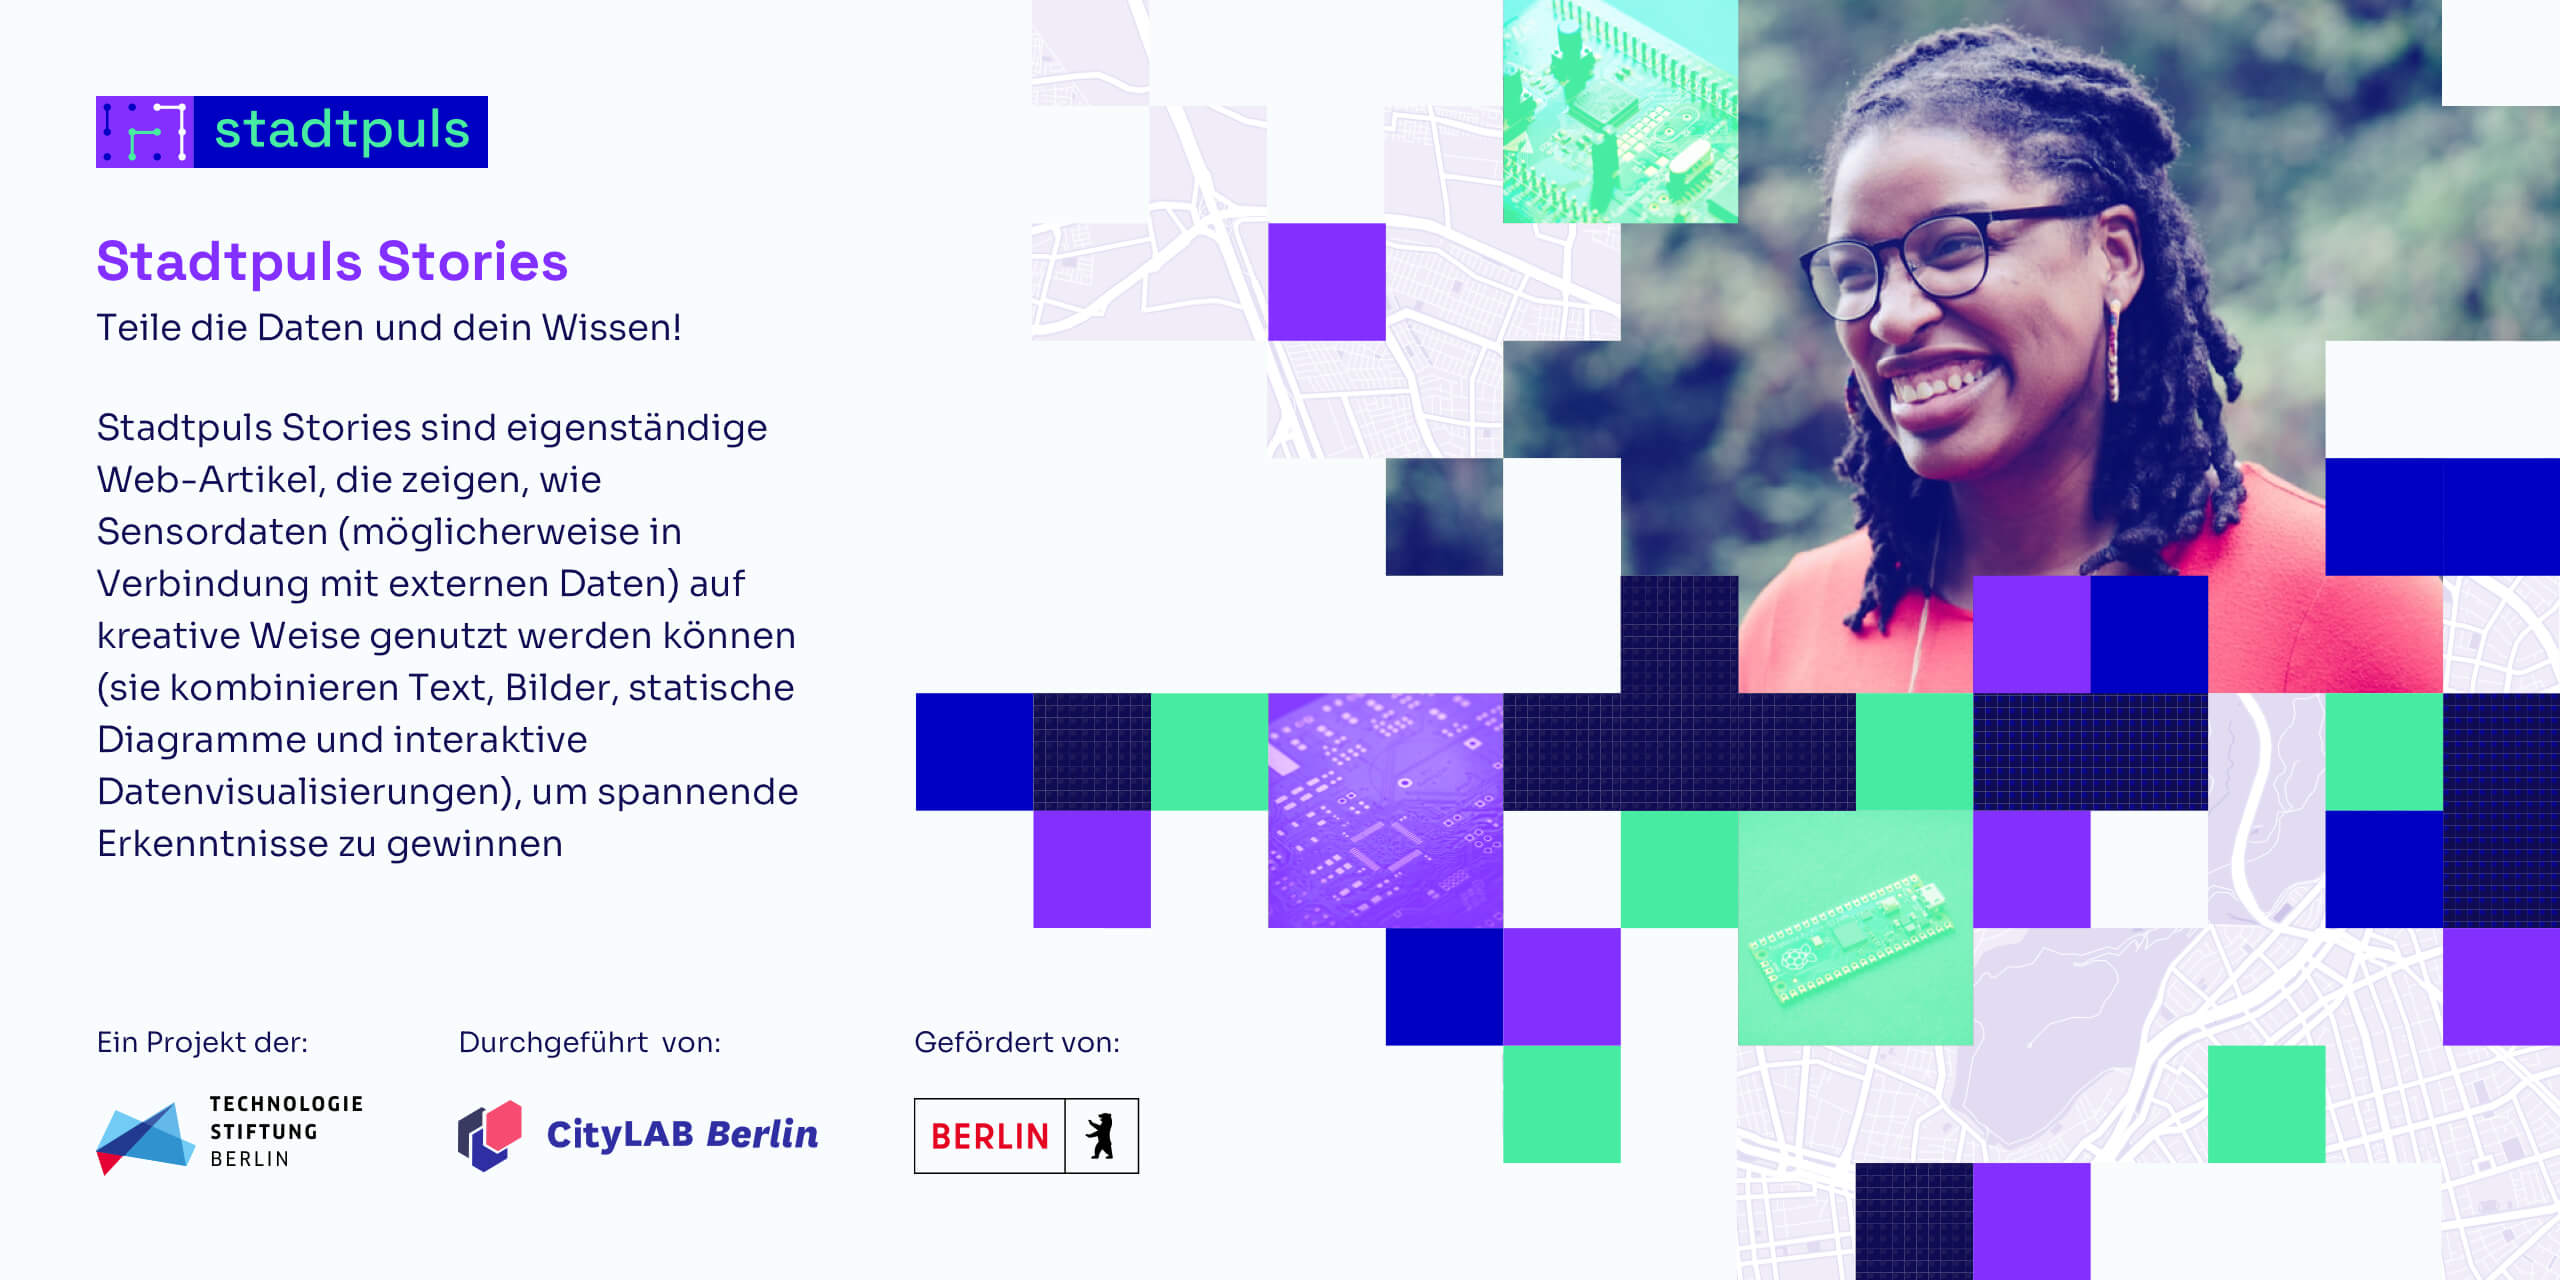 stadtpuls
Stadtpuls Stories
Teile die Daten und dein Wissen!
Stadtpuls Stories sind eigenständige
Web-Artikel, die zeigen, wie
Sensordaten (möglicherweise in
Verbindung mit externen Daten) auf
kreative Weise genutzt werden können
(sie kombinieren Text, Bilder, statische
Diagramme und interaktive
Datenvisualisierungen), um spannende
Erkenntnisse zu gewinnen
Ein Projekt der:
TECHNOLOGIE
STIFTUNG
BERLIN
Durchgeführt von:
CityLAB Berlin
Gefördert von:
BERLIN